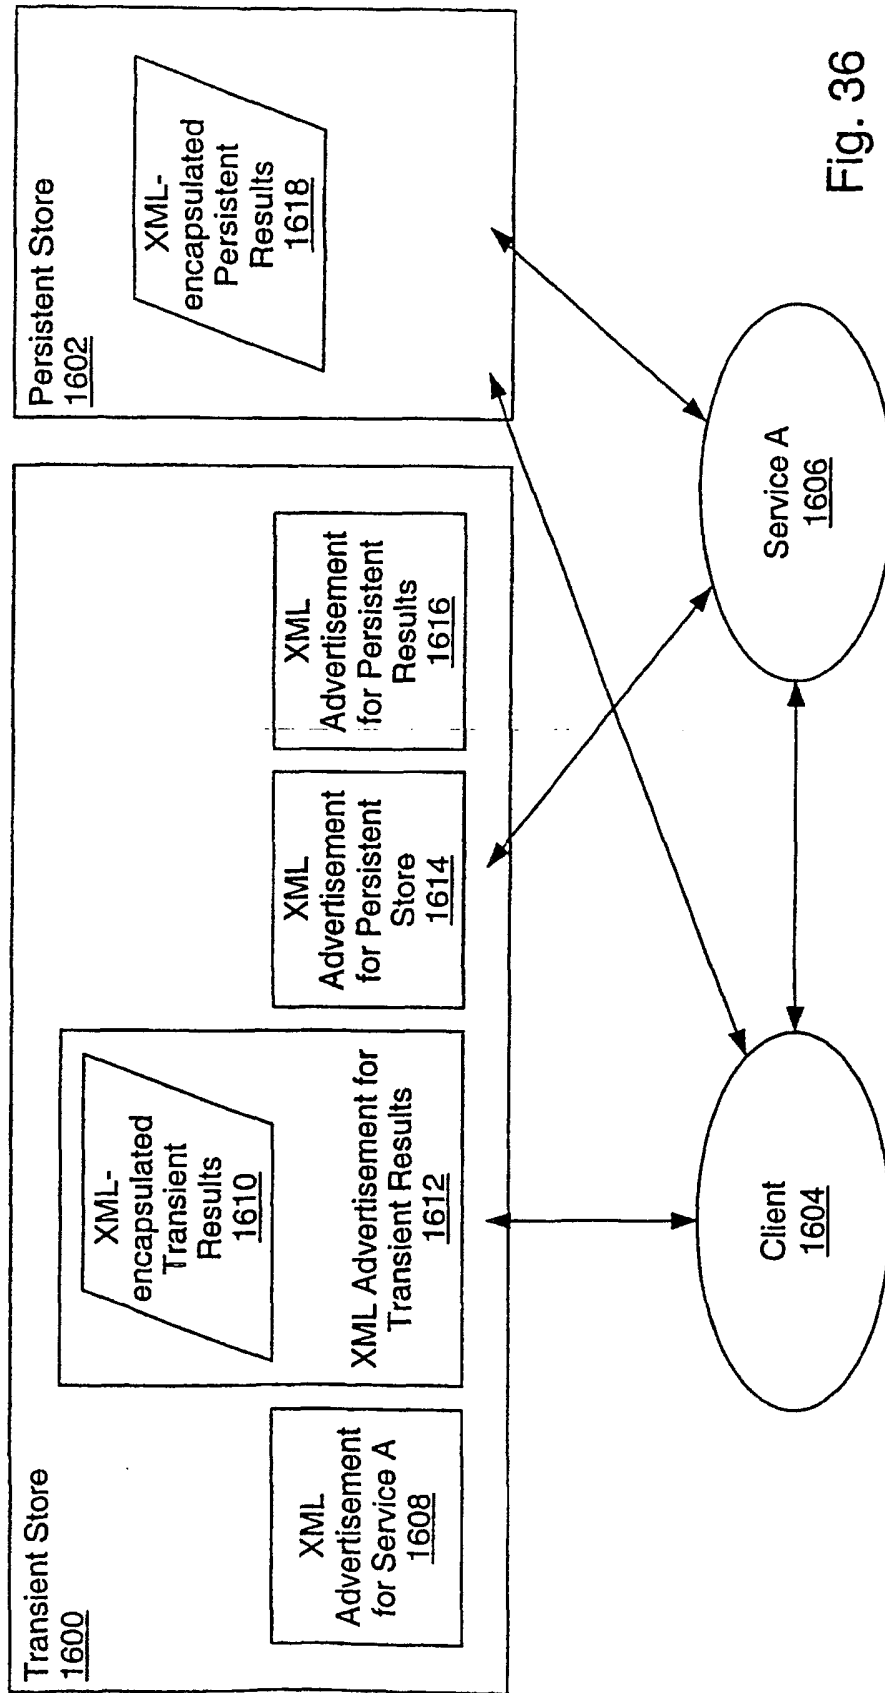 Transient Store
1600
XML
Advertisement
for Service A
1608
XML-
encapsulated
Transient
Results
1610
XML Advertisement for
Transient Results
1612
XML
Advertisement
for Persistent
Store
1614
XML
Advertisement
for Persistent
Results
1616
Persistent Store
1602
XML-
encapsulated
Persistent
Results
1618
Client
1604
Service A
1606
Fig. 36